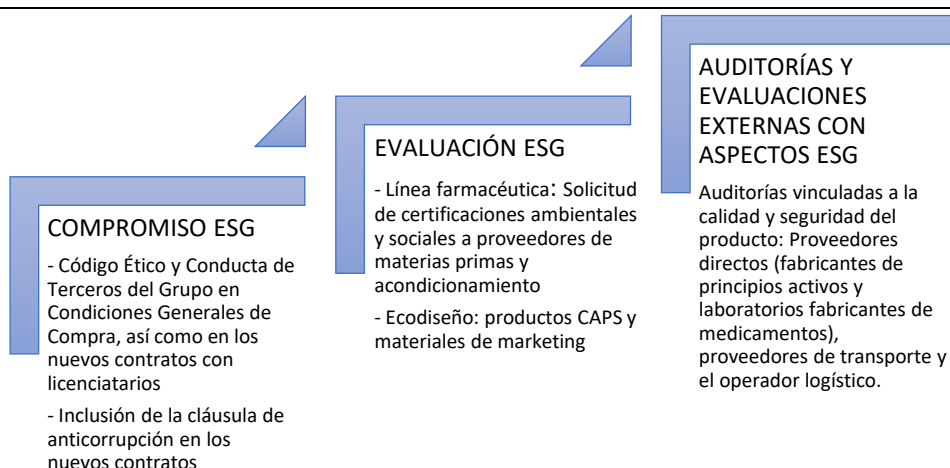 COMPROMISO ESG
- Código Ético y Conducta de
Terceros del Grupo en
Condiciones Generales de
Compra, así como en los
nuevos contratos con
licenciatarios
- Inclusión de la cláusula de
anticorrupción en los
nuevos contratos
EVALUACIÓN ESG
- Línea farmacéutica: Solicitud
de certificaciones ambientales
y sociales a proveedores de
materias primas y
acondicionamiento
- Ecodiseño: productos CAPS y
materiales de marketing
AUDITORÍAS Y
EVALUACIONES
EXTERNAS CON
ASPECTOS ESG
Auditorías vinculadas a la
calidad y seguridad del
producto: Proveedores
directos (fabricantes de
principios activos y
laboratorios fabricantes de
medicamentos),
proveedores de transporte y
el operador logístico.